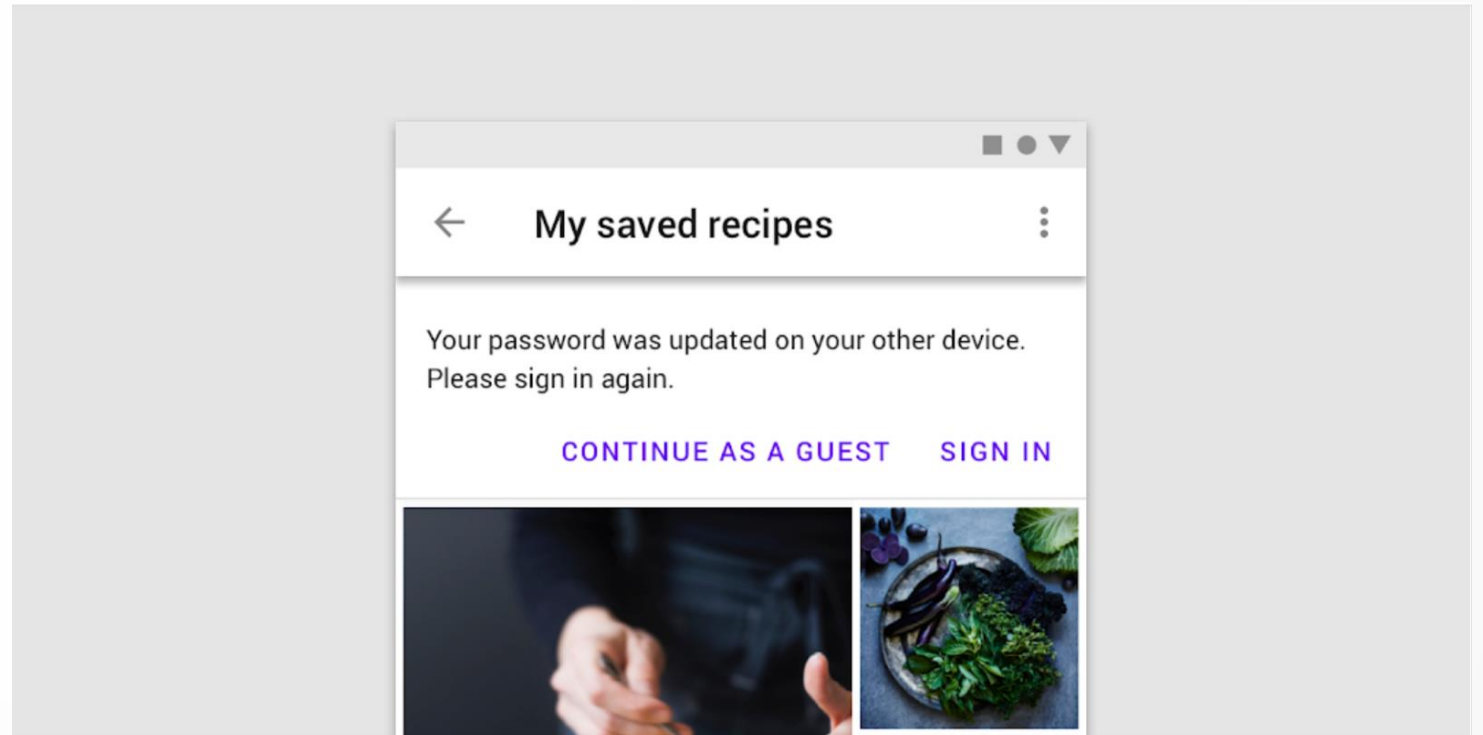 My saved recipes
Your password was updated on your other device.
Please sign in again.
CONTINUE AS A GUEST SIGN IN